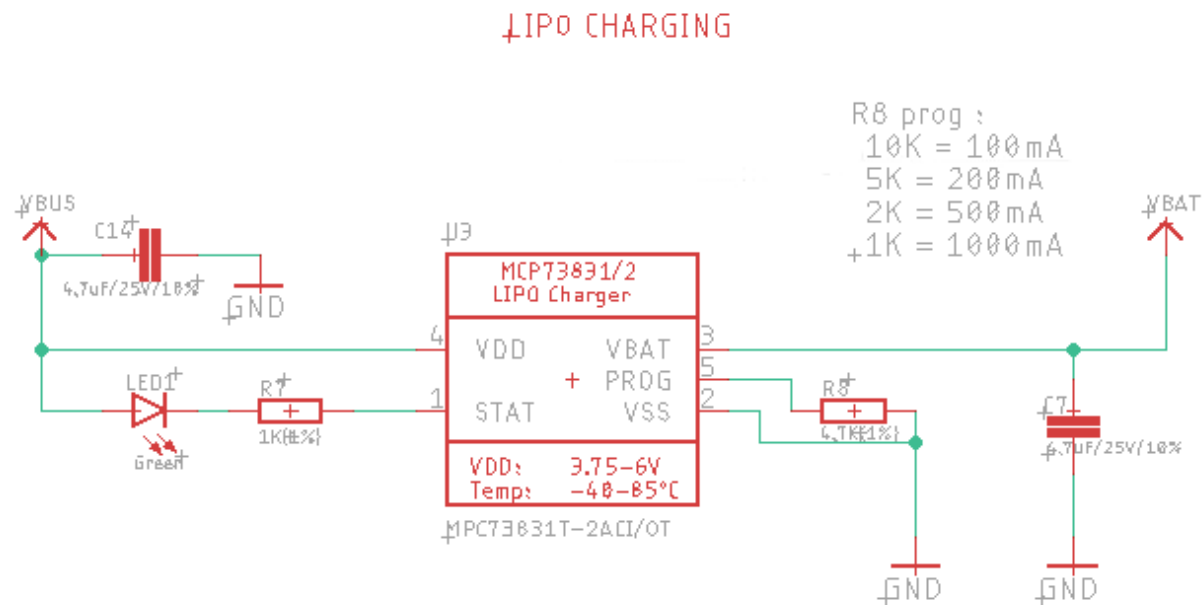 LIPO CHARGING
R8 prog :
10K = 100mA
5K = 200mA
2K = 500mA
1K = 1000mA
VBUS
C14
4.7uF/25V/10%
GND
U3
MCP73831/2
LIPO Charger
4
VDD
VBAT
3
PROG
5
1
STAT
VSS
2
VDD: 3.75-6V
Temp: -40-85°C
MPC73831T-2ACI/OT
LED1
Green
R7
1K(1%)
R8
4.7K(1%)
GND
VBAT
C7
4.7uF/25V/10%
GND